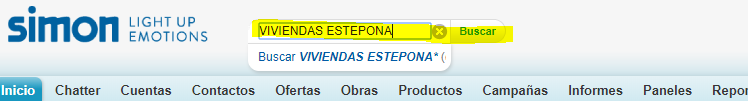 simon LIGHT UP
EMOTIONS
VIVIENDAS ESTEPONA Buscar
Buscar VIVIENDAS ESTEPONA* (
Inicio Chatter Cuentas Contactos Ofertas Obras Productos Campañas Informes Paneles Repor